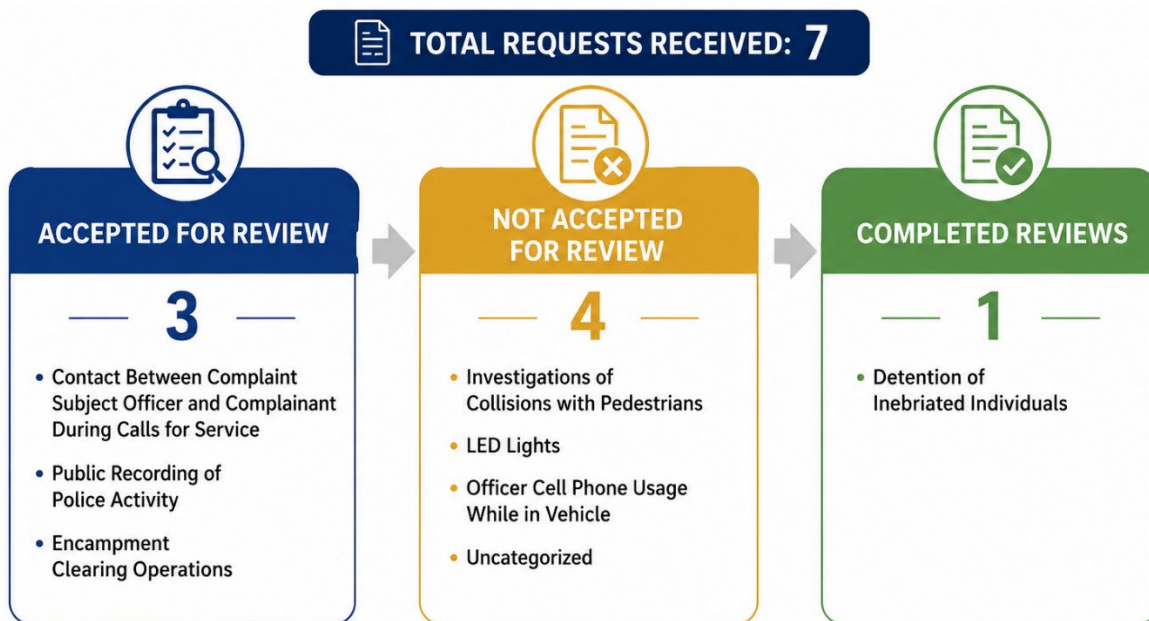 TOTAL REQUESTS RECEIVED: 7
ACCEPTED FOR REVIEW
3
• Contact Between Complaint
Subject Officer and Complainant
During Calls for Service
• Public Recording of
Police Activity
• Encampment
Clearing Operations
NOT ACCEPTED
FOR REVIEW
4
• Investigations of
Collisions with Pedestrians
• LED Lights
• Officer Cell Phone Usage
While in Vehicle
• Uncategorized
COMPLETED REVIEWS
1
• Detention of
Inebriated Individuals